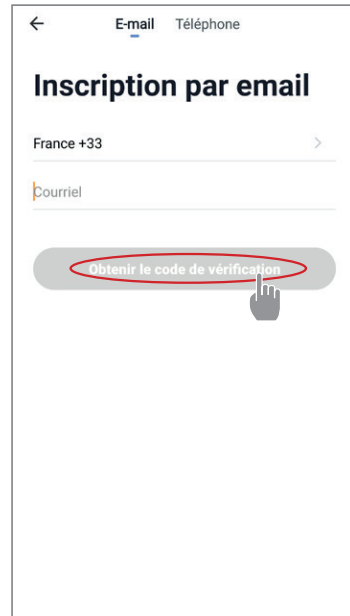 E-mail Téléphone
Inscription par email
France +33
Courriel
Obtenir le code de vérification